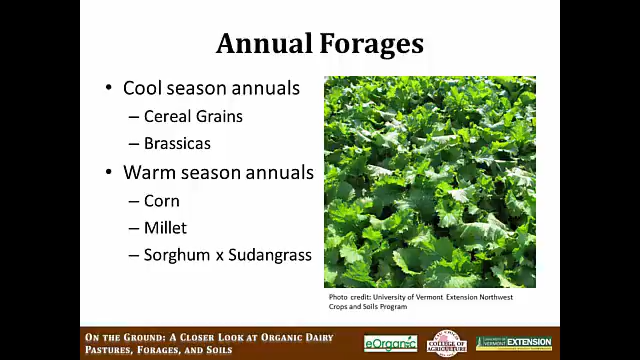 Annual Forages
• Cool season annuals
– Cereal Grains
– Brassicas
• Warm season annuals
– Corn
– Millet
– Sorghum x Sudangrass
Photo credit: University of Vermont Extension Northwest
Crops and Soils Program
ON THE GROUND: A CLOSER LOOK AT ORGANIC DAIRY
PASTURES, FORAGES, AND SOILS
eOrganic
COLLEGE OF
AGRICULTURE
EXTENSION